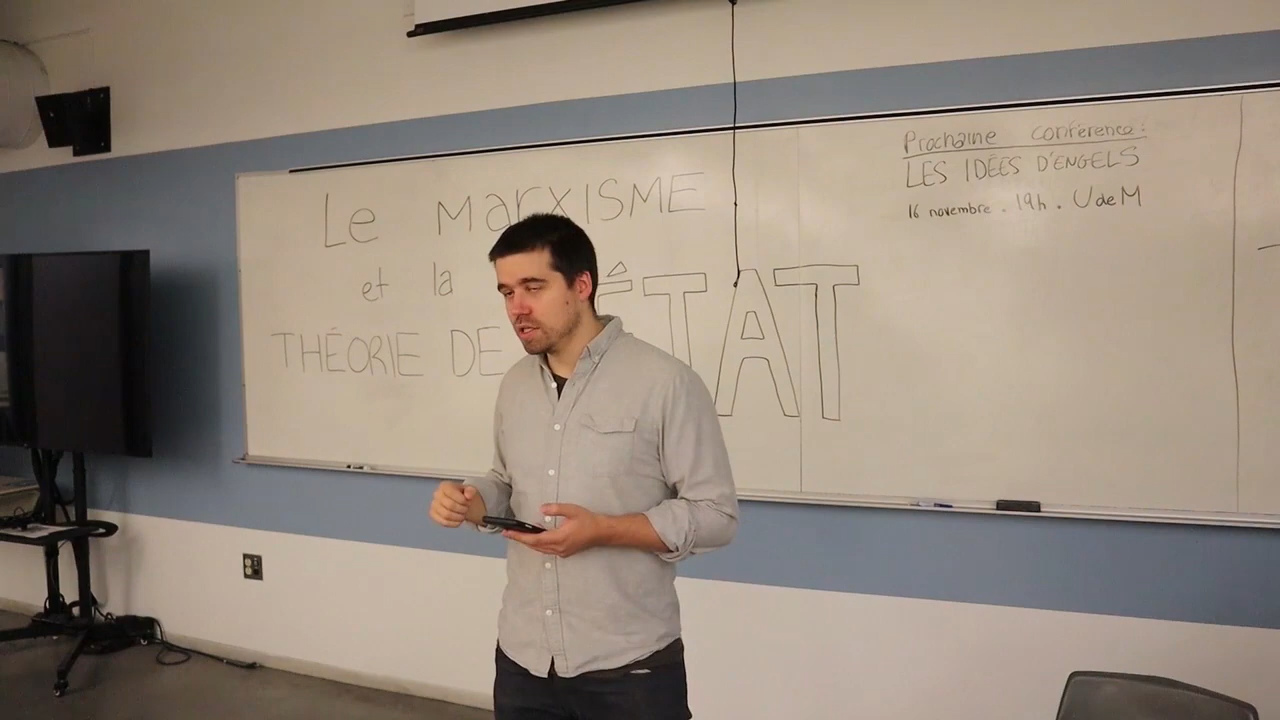 Le MarXISME
et la
THÉORIE DE ÉTAT
Prochaine conférence :
LES IDÉES D'ENGELS
16 novembre . 19h . UdeM